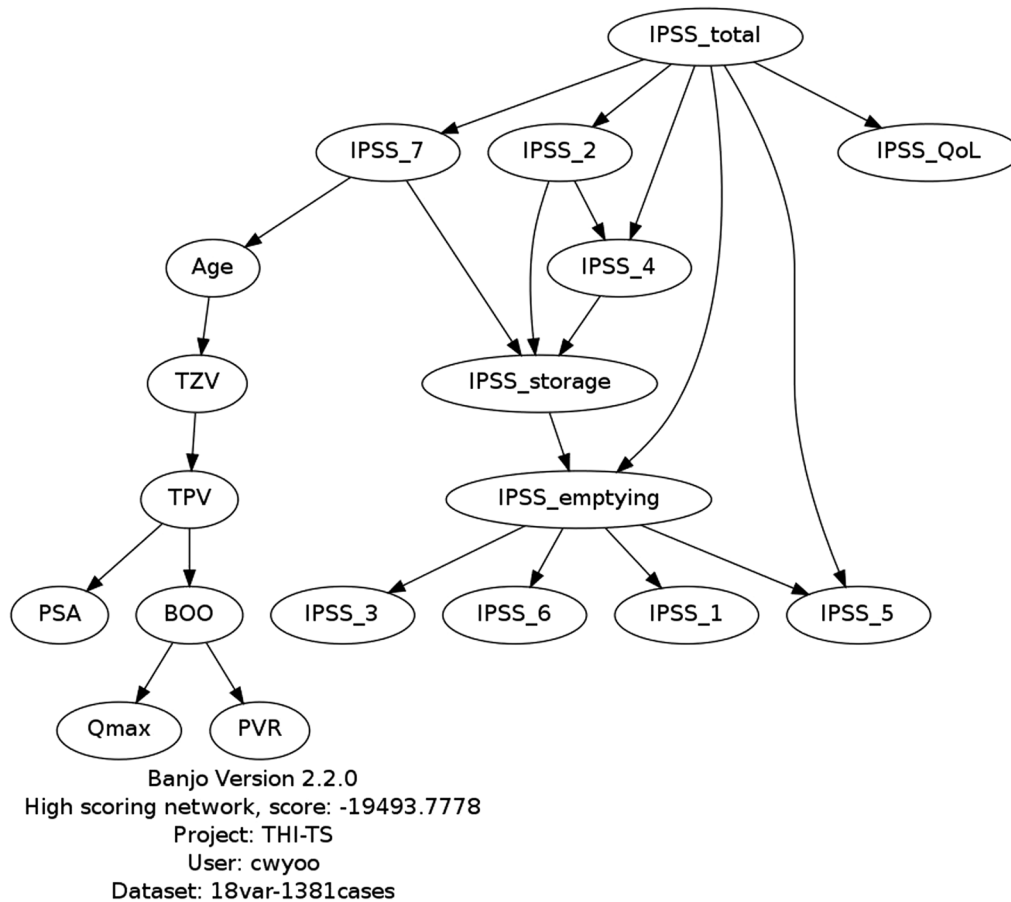 IPSS_total
IPSS_7
IPSS_2
IPSS_QoL
Age
IPSS_4
TZV
IPSS_storage
TPV
IPSS_emptying
PSA
BOO
IPSS_3
IPSS_6
IPSS_1
IPSS_5
Qmax
PVR
Banjo Version 2.2.0
High scoring network, score: -19493.7778
Project: THI-TS
User: cwyoo
Dataset: 18var-1381cases